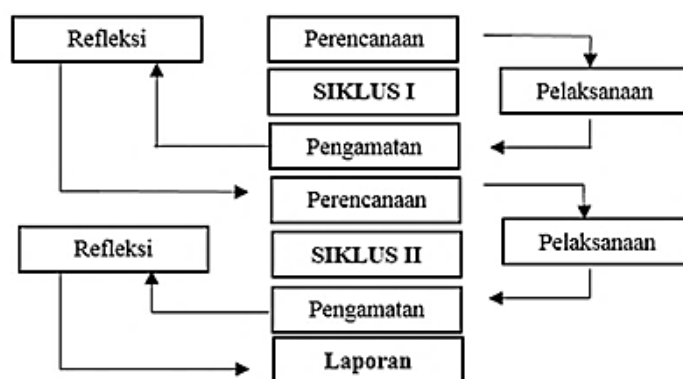 Refleksi
Perencanaan
SIKLUS I
Pelaksanaan
Pengamatan
Perencanaan
Refleksi
SIKLUS II
Pelaksanaan
Pengamatan
Laporan